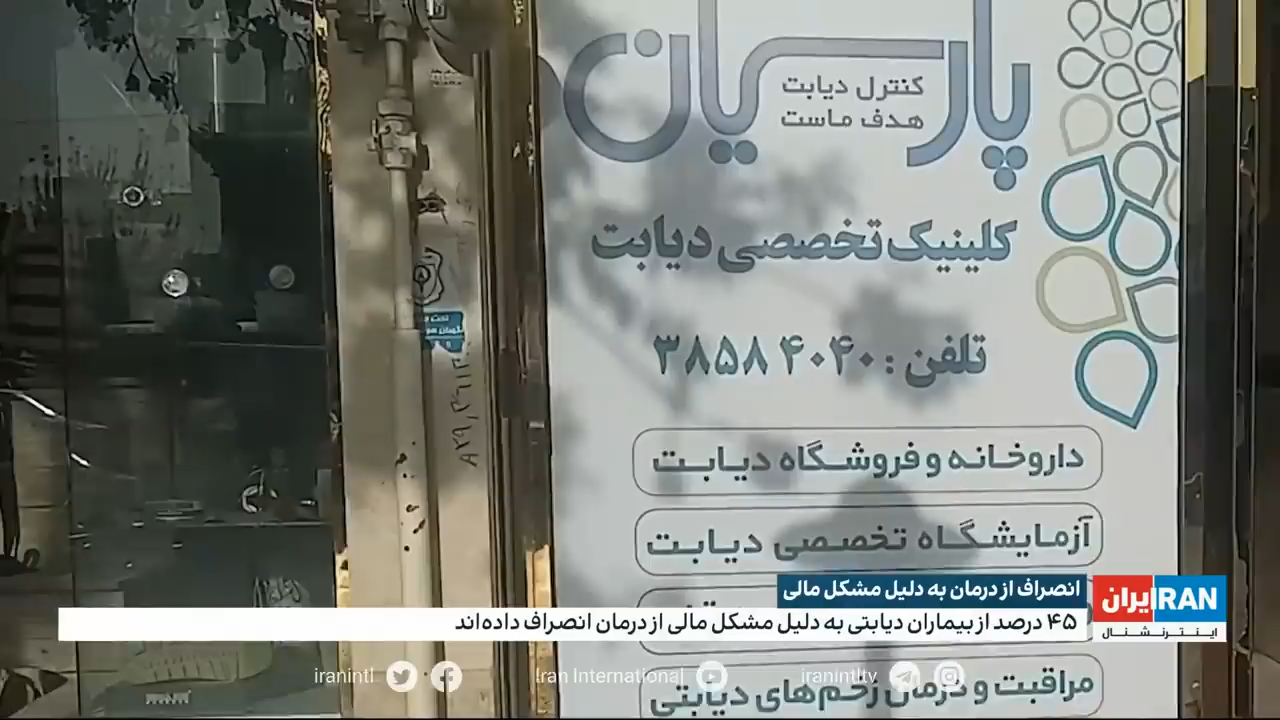 پارسیان
کنترل دیابت
هدف ماست
کلینیک تخصصی دیابت
تلفن : ۳۸۵۸۴۰۴۰
داروخانه و فروشگاه دیابت
آزمایشگاه تخصصی دیابت
مراقبت و درمان زخم‌های دیابتی
انصراف از درمان به دلیل مشکل مالی
۴۵ درصد از بیماران دیابتی به دلیل مشکل مالی از درمان انصراف داده‌اند
ایران IRAN
اینترنشنال
iranintl
Iran International
iranintltv